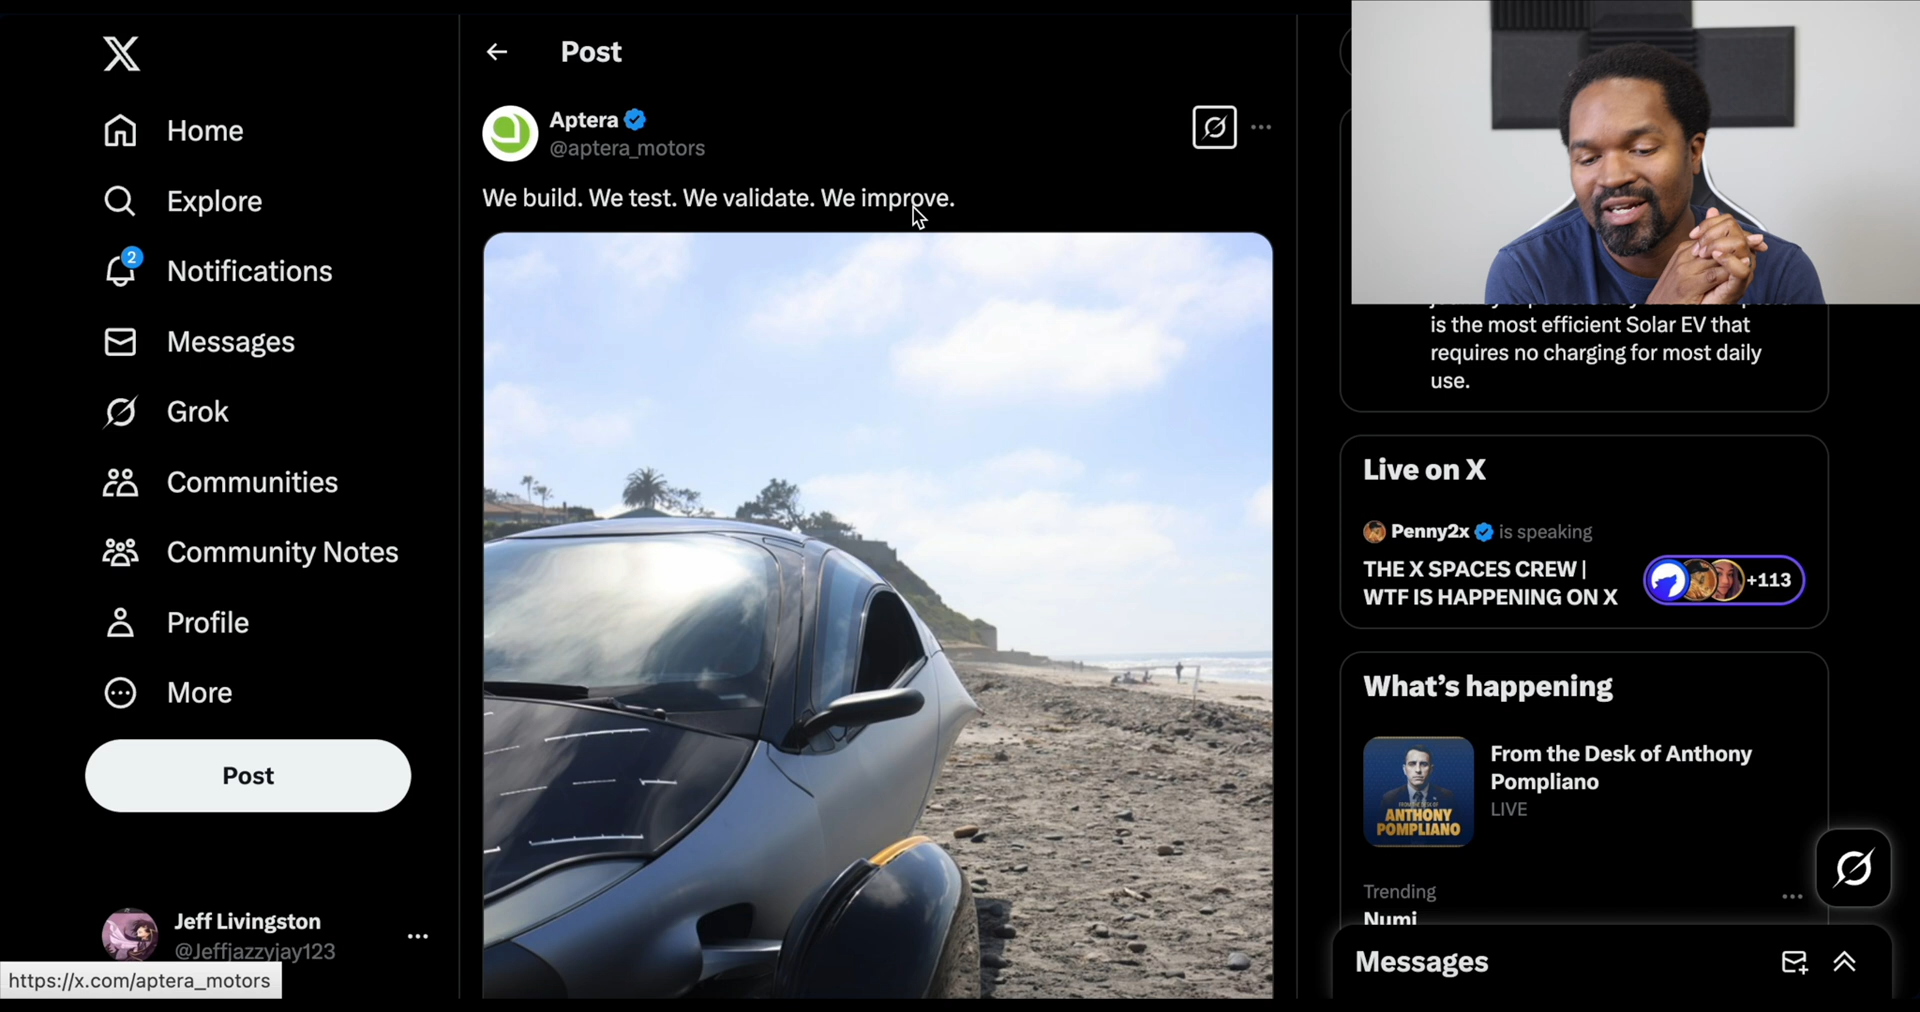 Home
Explore
2
Notifications
Messages
Grok
Communities
Community Notes
Profile
More
Post
Jeff Livingston
@Jeffjazzyjay123
https://x.com/aptera_motors
Post
Aptera
@aptera_motors
We build. We test. We validate. We improve.
is the most efficient Solar EV that
requires no charging for most daily
use.
Live on X
Penny2x is speaking
THE X SPACES CREW |
WTF IS HAPPENING ON X
+113
What's happening
From the Desk of Anthony
Pompliano
LIVE
ANTHONY
POMPLIANO
Trending
Numi
Messages